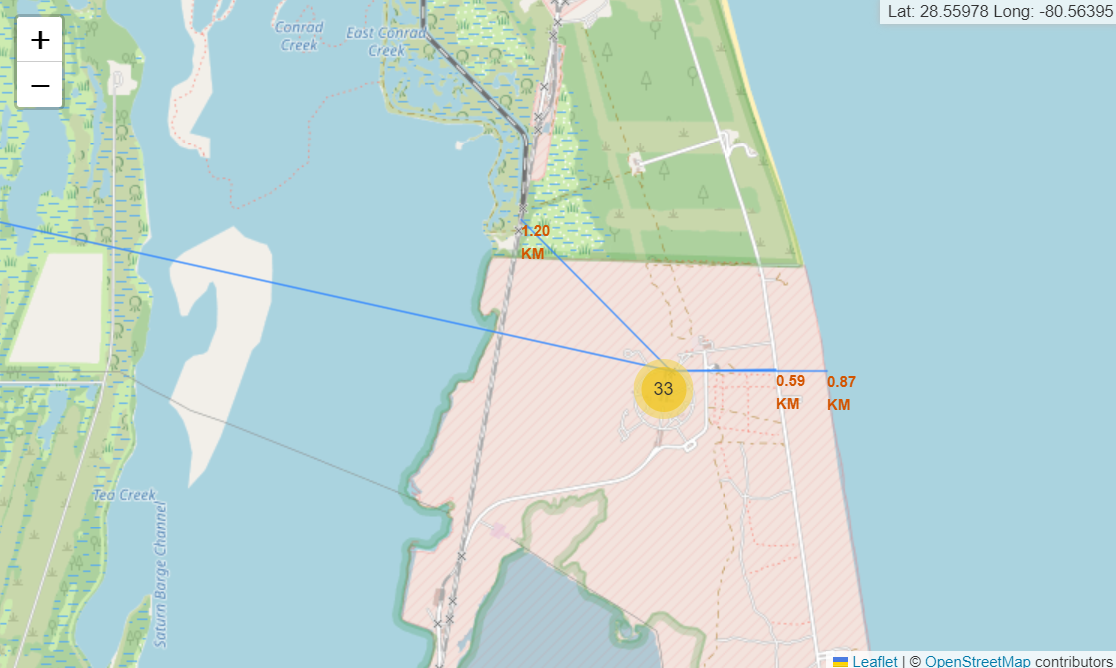 +
−
Lat: 28.55978 Long: -80.56395
Conrad
Creek
East Conrad
Creek
1.20
KM
33
0.59
KM
0.87
KM
Tea Creek
Saturn Barge Channel
Leaflet | © OpenStreetMap contributors